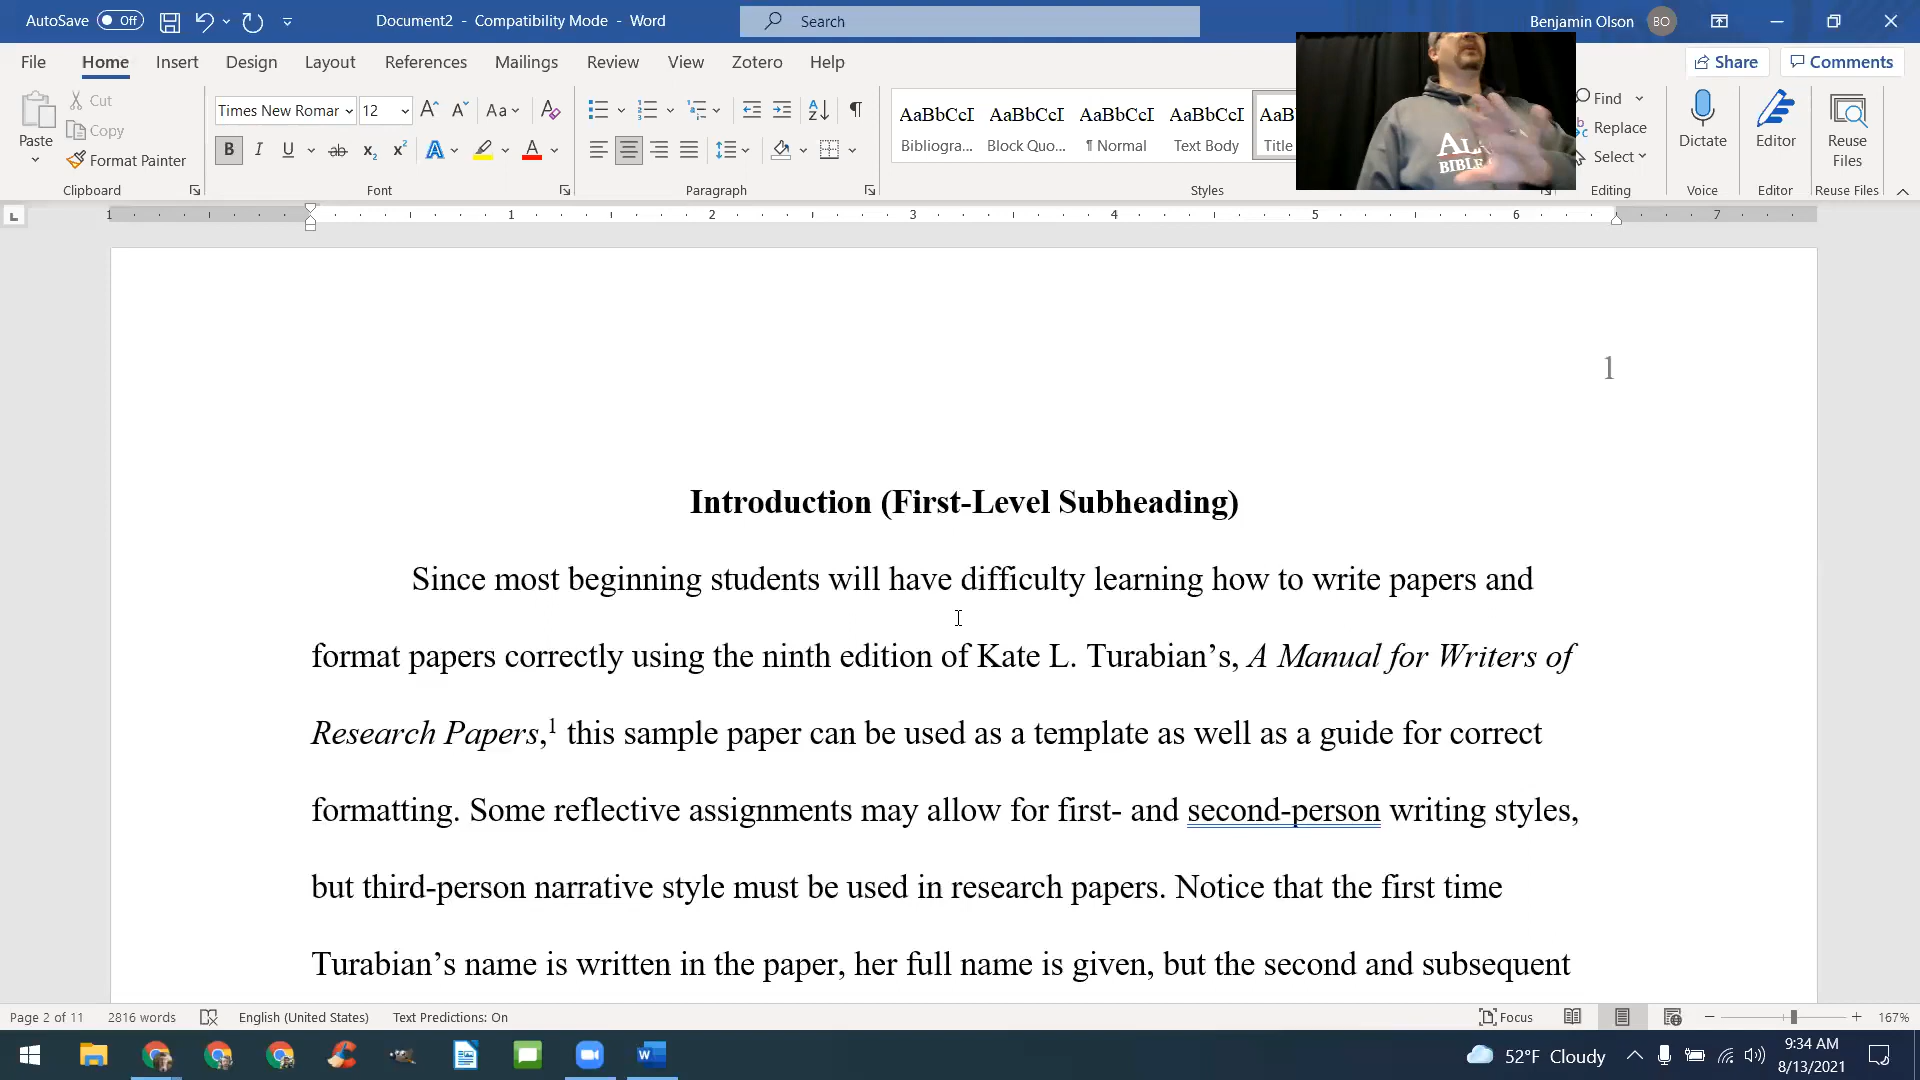 AutoSave Off Document2 - Compatibility Mode - Word Search Benjamin Olson BO
File Home Insert Design Layout References Mailings Review View Zotero Help Share Comments
Cut
Copy
Paste
Format Painter
Clipboard
Times New Romar 12
Font
Paragraph
AaBbCcI AaBbCcI AaBbCcI AaBbCcI AaBb
Bibliogra... Block Quo... ¶ Normal Text Body Title
Styles
BIBLE
Find
Replace
Select
Editing
Dictate
Voice
Editor
Editor
Reuse
Files
Reuse Files
1 1 2 3 4 5 6 7
1
Introduction (First-Level Subheading)
Since most beginning students will have difficulty learning how to write papers and
format papers correctly using the ninth edition of Kate L. Turabian’s, A Manual for Writers of
Research Papers,1 this sample paper can be used as a template as well as a guide for correct
formatting. Some reflective assignments may allow for first- and second-person writing styles,
but third-person narrative style must be used in research papers. Notice that the first time
Turabian’s name is written in the paper, her full name is given, but the second and subsequent
Page 2 of 11 2816 words English (United States) Text Predictions: On Focus 167%
52°F Cloudy
9:34 AM
8/13/2021